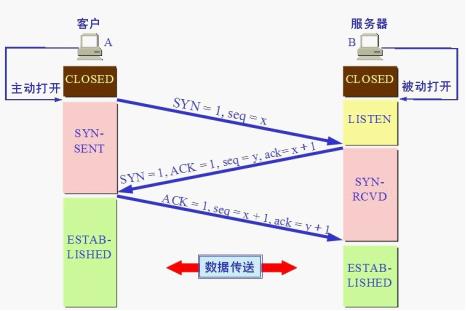 客户
服务器
A
B
主动打开
CLOSED
CLOSED
被动打开
SYN = 1, seq = x
LISTEN
SYN-
SENT
SYN = 1, ACK = 1, seq = y, ack= x + 1
SYN-
RCVD
ACK = 1, seq = x + 1, ack = y + 1
ESTAB-
LISHED
数据传送
ESTAB-
LISHED